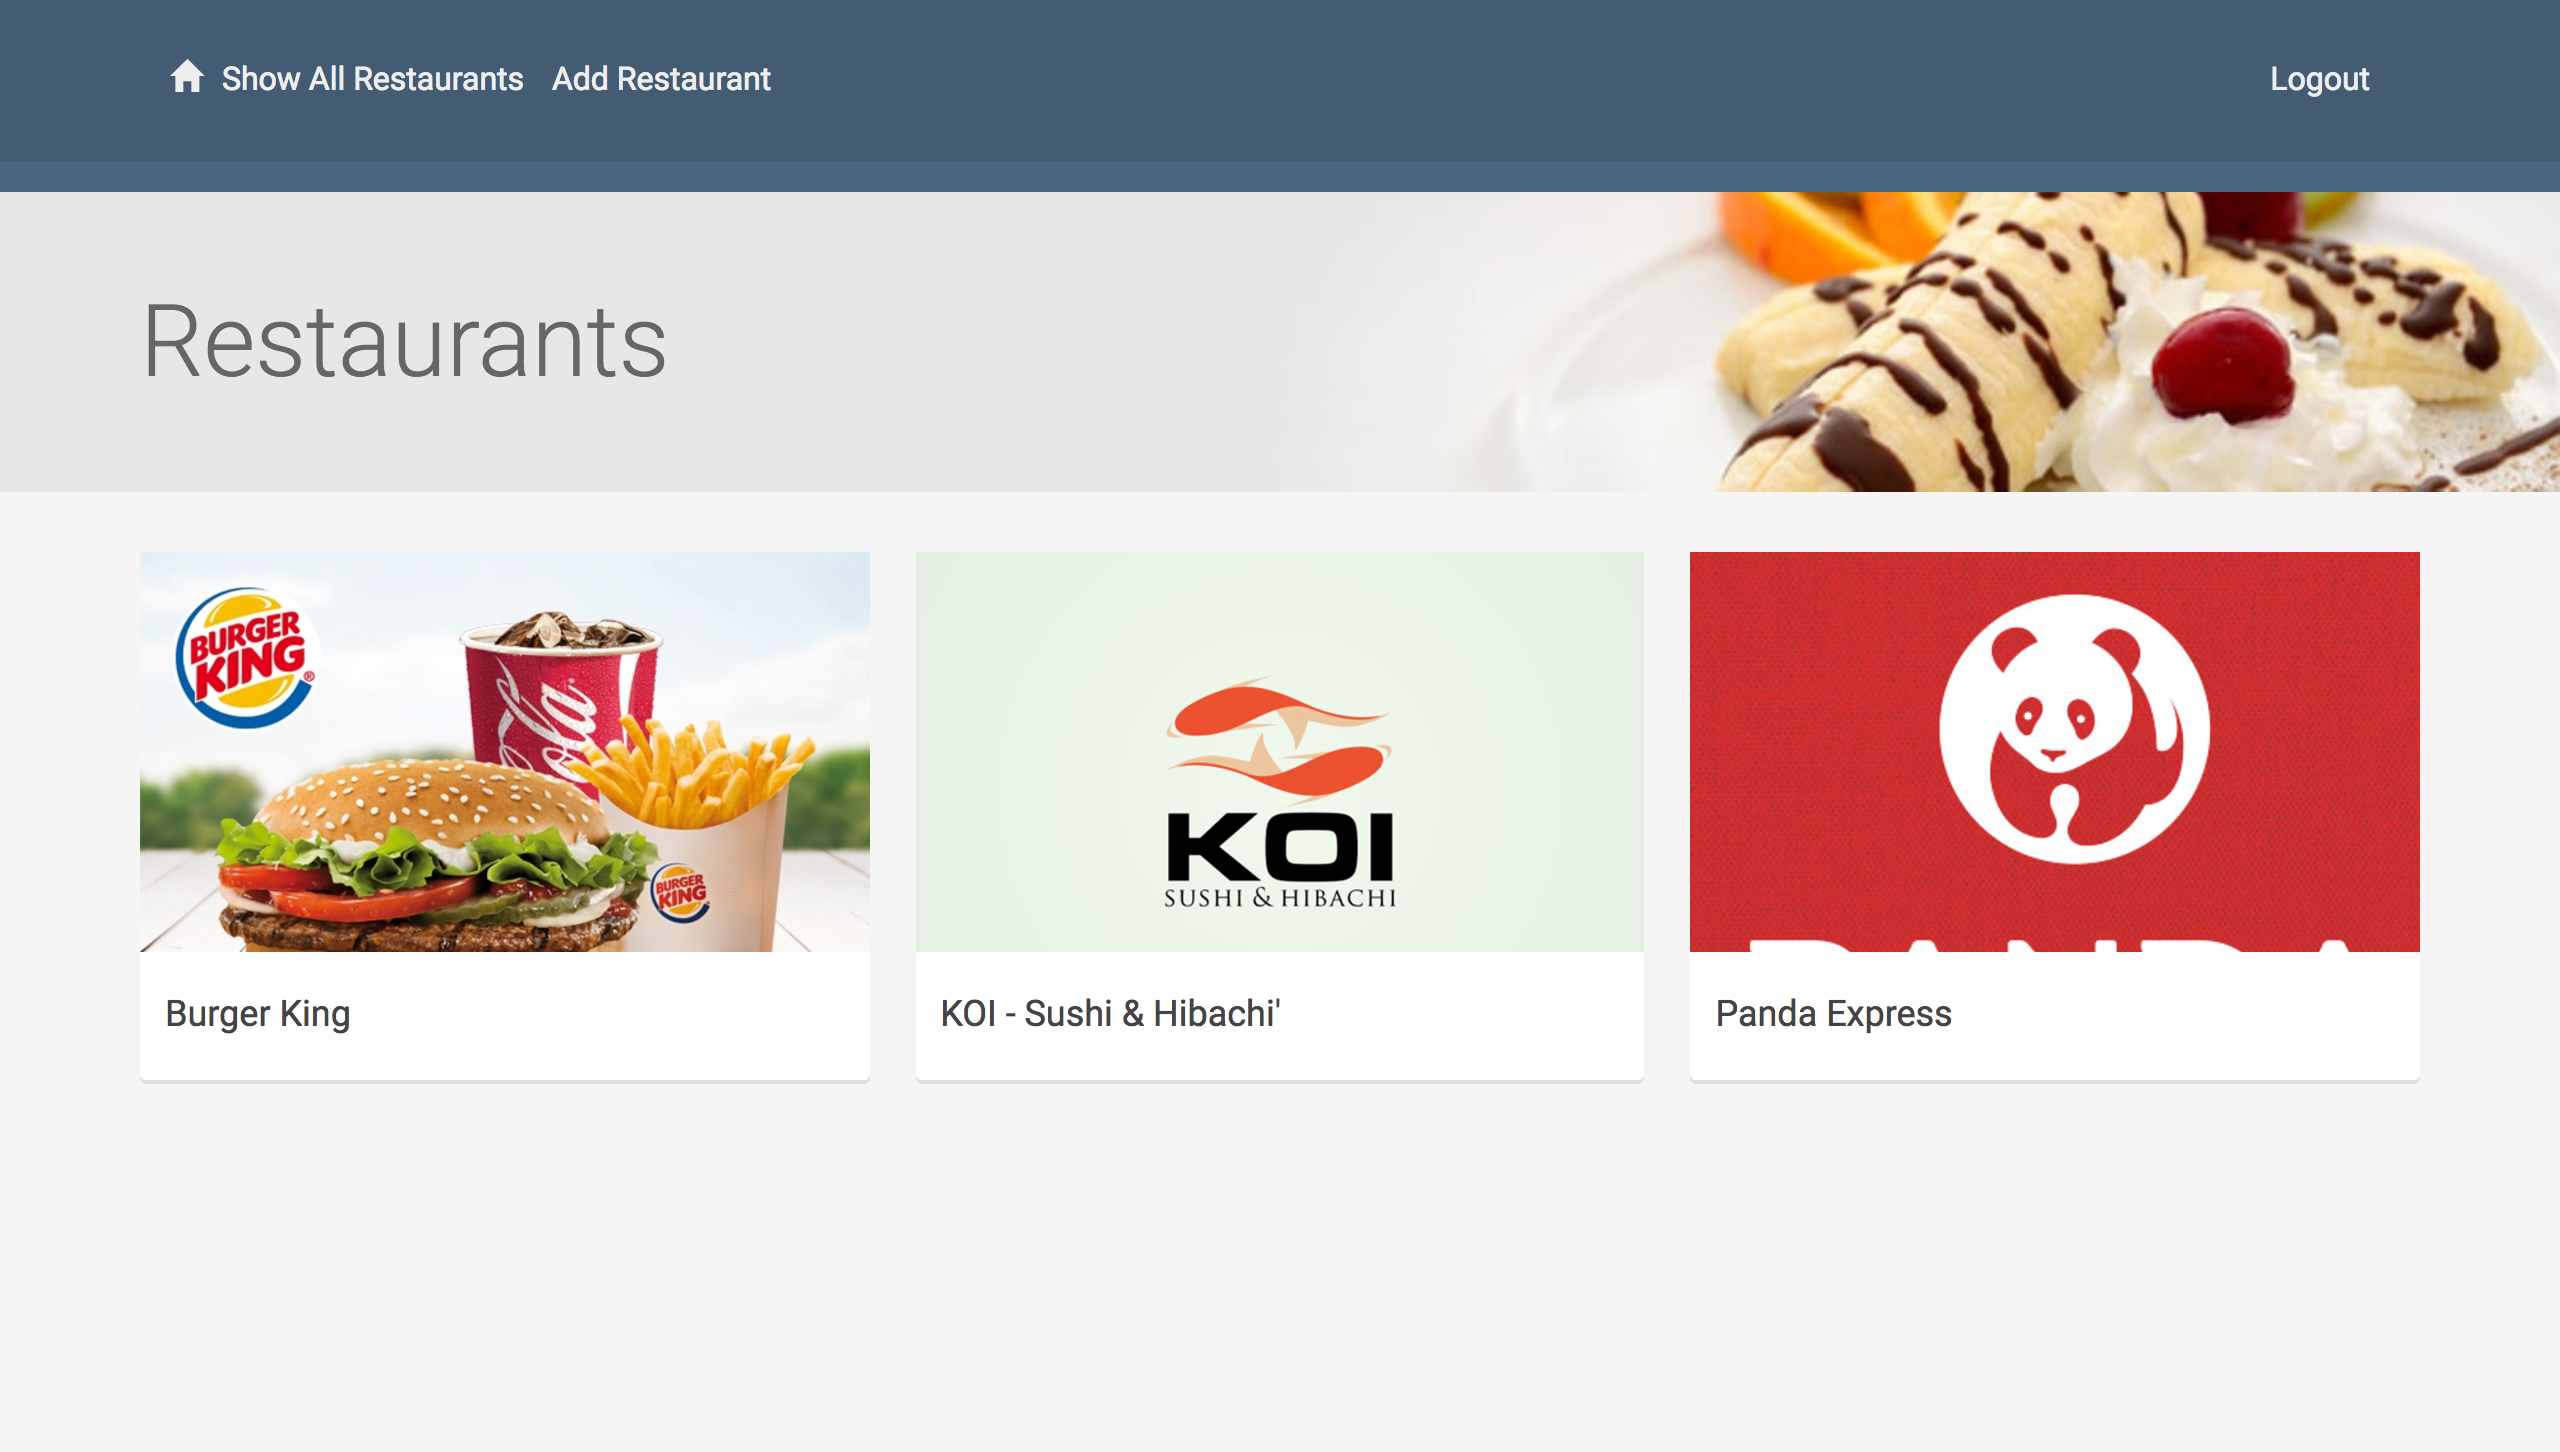 Show All Restaurants Add Restaurant Logout
Restaurants
BURGER
KING
®
BURGER
KING
KOI
SUSHI & HIBACHI
Burger King
KOI - Sushi & Hibachi'
Panda Express